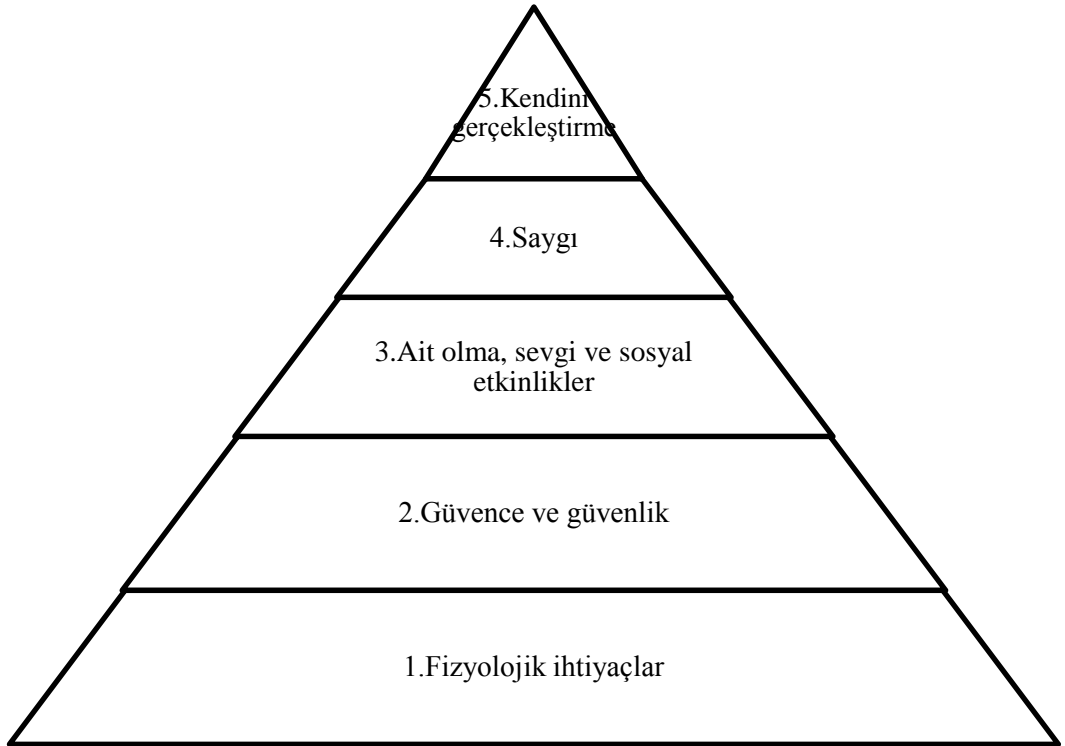 5.Kendini
gerçekleştirme
4.Saygı
3.Ait olma, sevgi ve sosyal
etkinlikler
2.Güvence ve güvenlik
1.Fizyolojik ihtiyaçlar